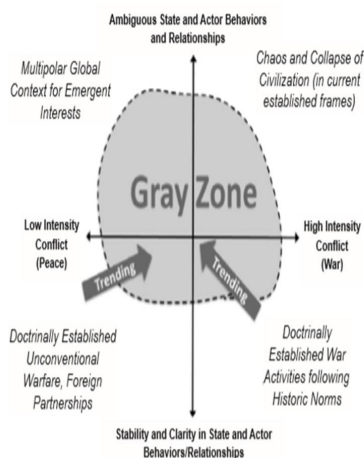 Ambiguous State and Actor Behaviors
and Relationships
Multipolar Global
Context for Emergent
Interests
Chaos and Collapse of
Civilization (in current
established frames)
Gray Zone
Low Intensity
Conflict
(Peace)
High Intensity
Conflict
(War)
Trending
Trending
Doctrinally Established
Unconventional
Warfare, Foreign
Partnerships
Doctrinally
Established War
Activities following
Historic Norms
Stability and Clarity in State and Actor
Behaviors/Relationships